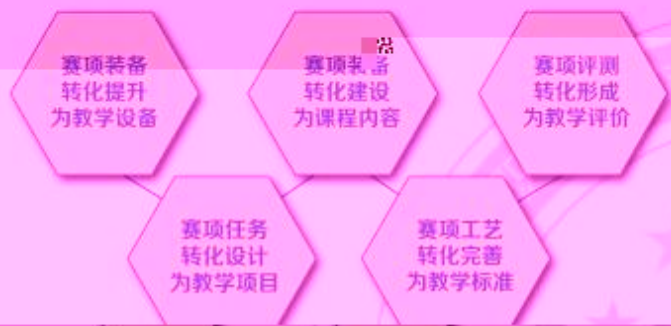 赛项装备
转化提升
为教学设备
赛项
转化建设
为课程内容
赛项评测
转化形成
为教学评价
赛项任务
转化设计
为教学项目
赛项工艺
转化完善
为教学标准